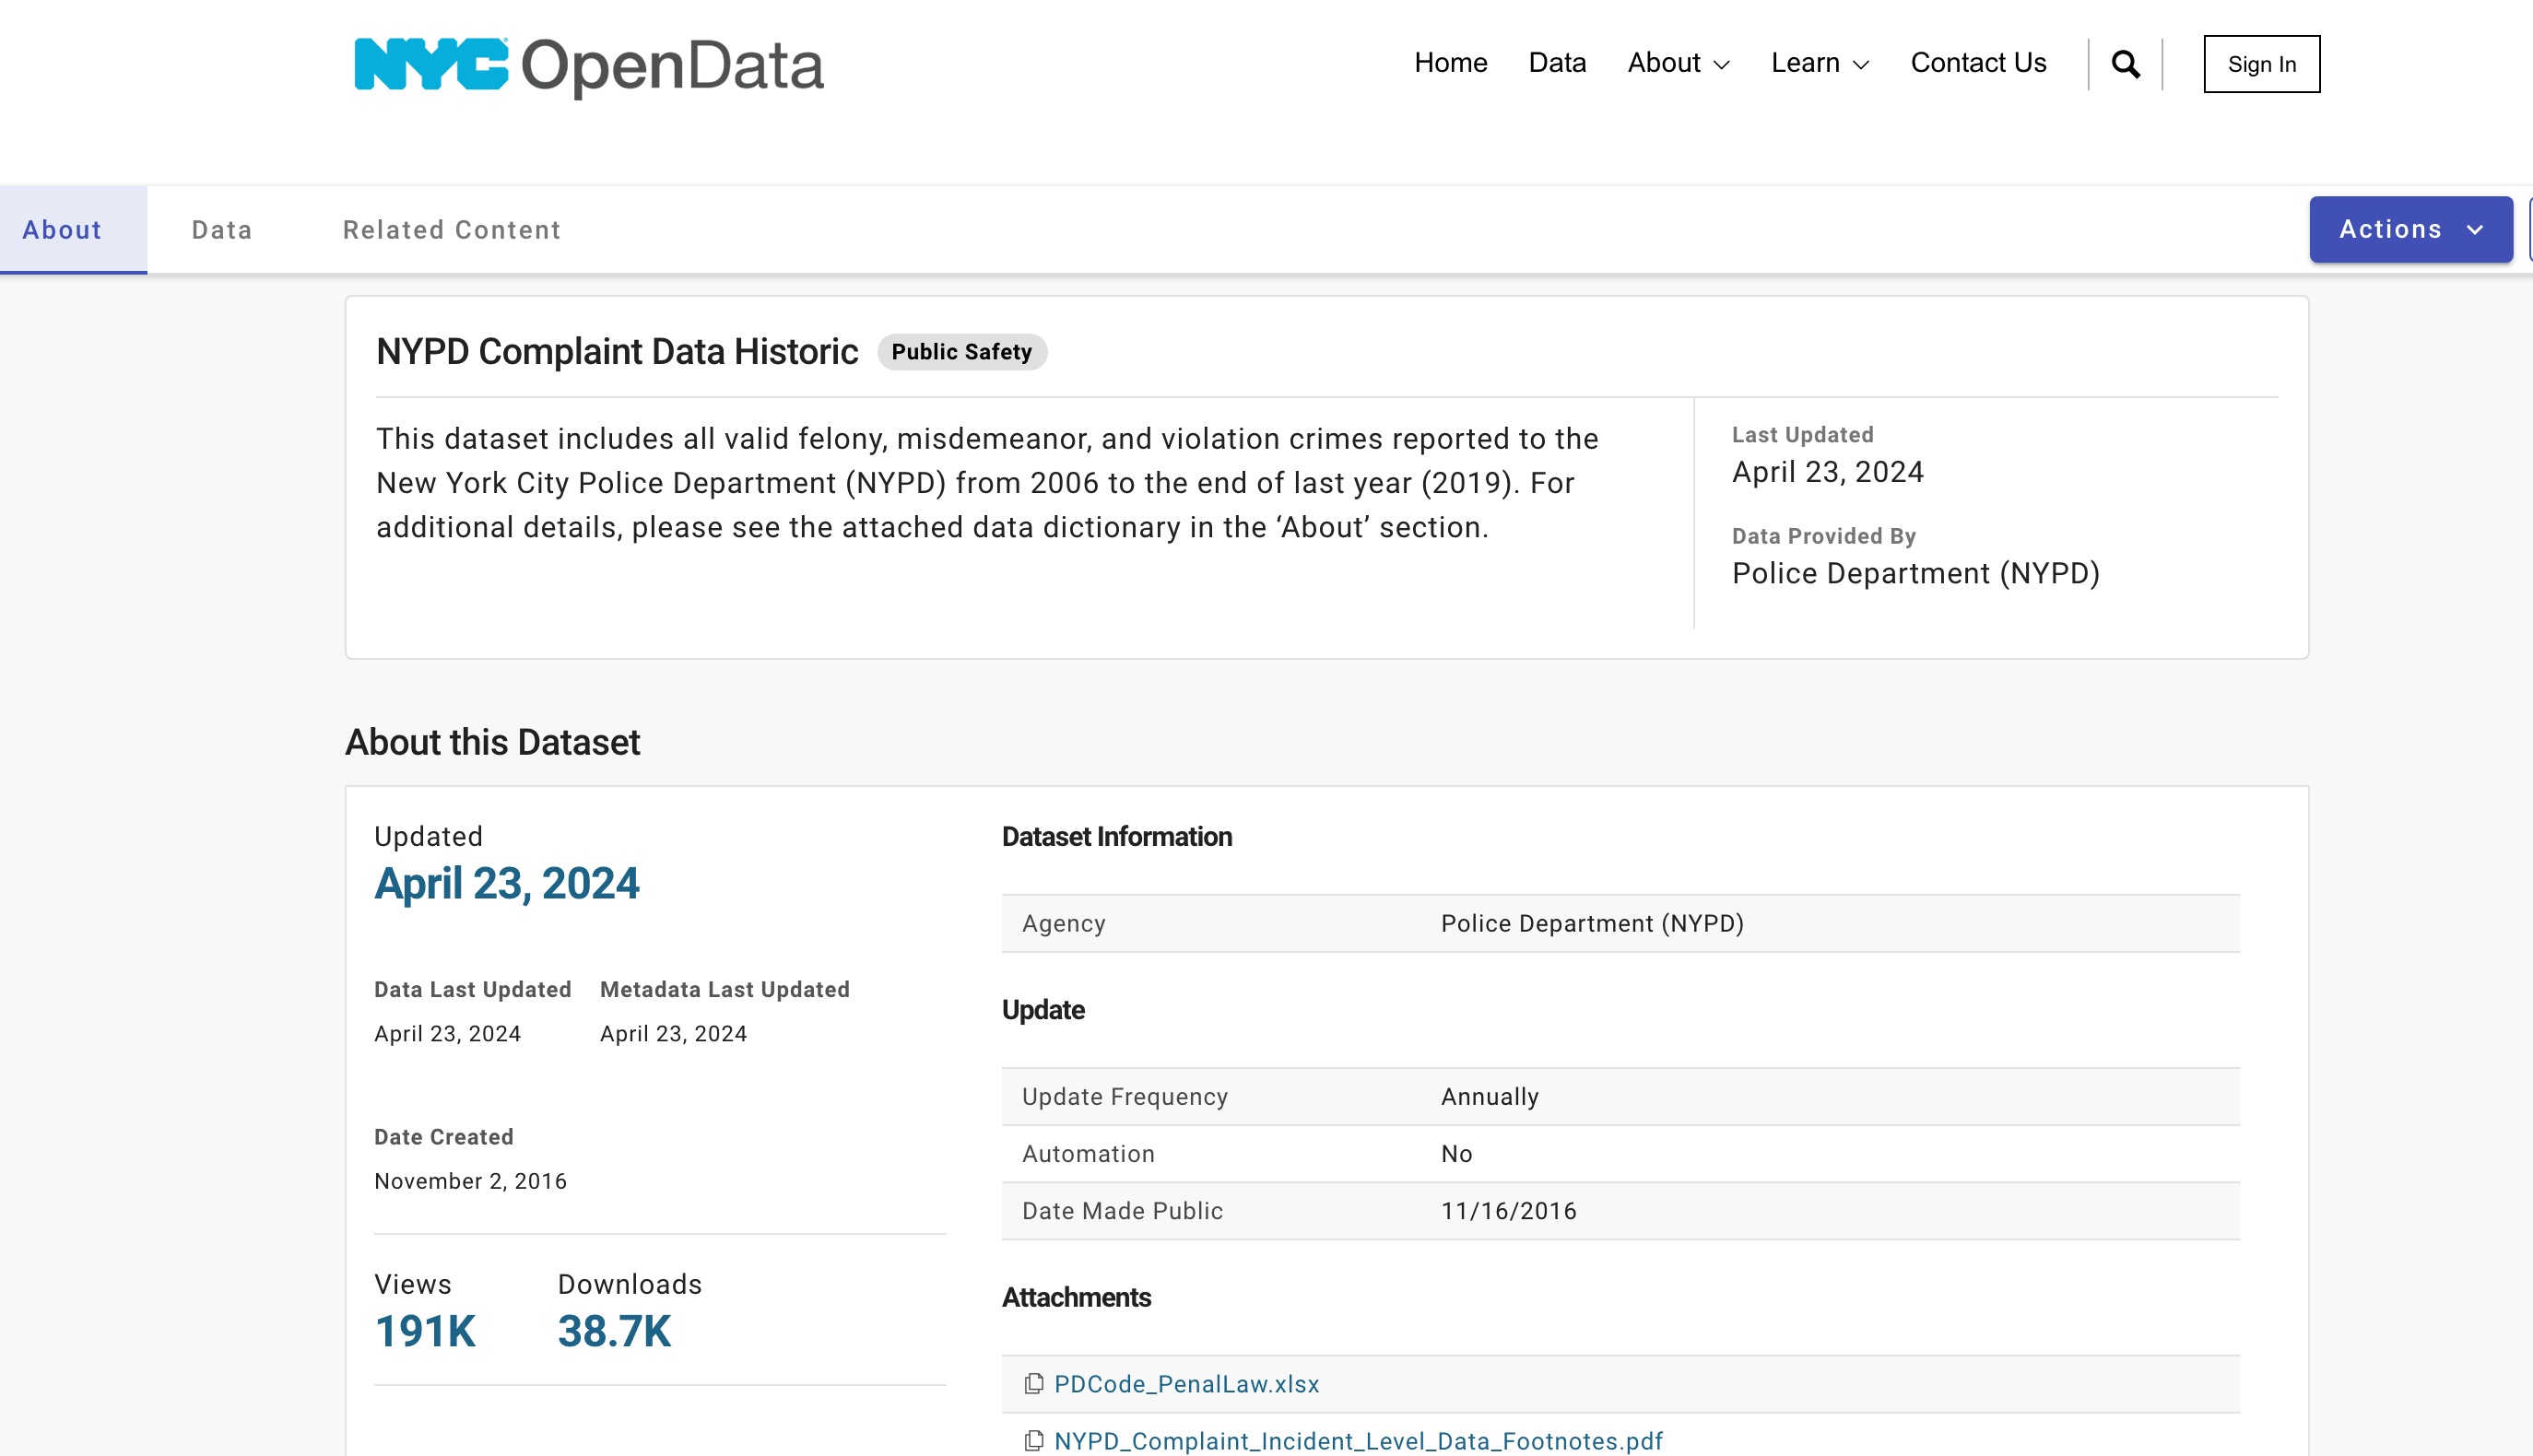 NYC OpenData
Home Data About Learn Contact Us Sign In
About Data Related Content Actions
NYPD Complaint Data Historic Public Safety
This dataset includes all valid felony, misdemeanor, and violation crimes reported to the
New York City Police Department (NYPD) from 2006 to the end of last year (2019). For
additional details, please see the attached data dictionary in the ‘About’ section.
Last Updated
April 23, 2024
Data Provided By
Police Department (NYPD)
About this Dataset
Updated
April 23, 2024
Data Last Updated Metadata Last Updated
April 23, 2024 April 23, 2024
Date Created
November 2, 2016
Views Downloads
191K 38.7K
Dataset Information
Agency Police Department (NYPD)
Update
Update Frequency Annually
Automation No
Date Made Public 11/16/2016
Attachments
PDCode_PenalLaw.xlsx
NYPD_Complaint_Incident_Level_Data_Footnotes.pdf